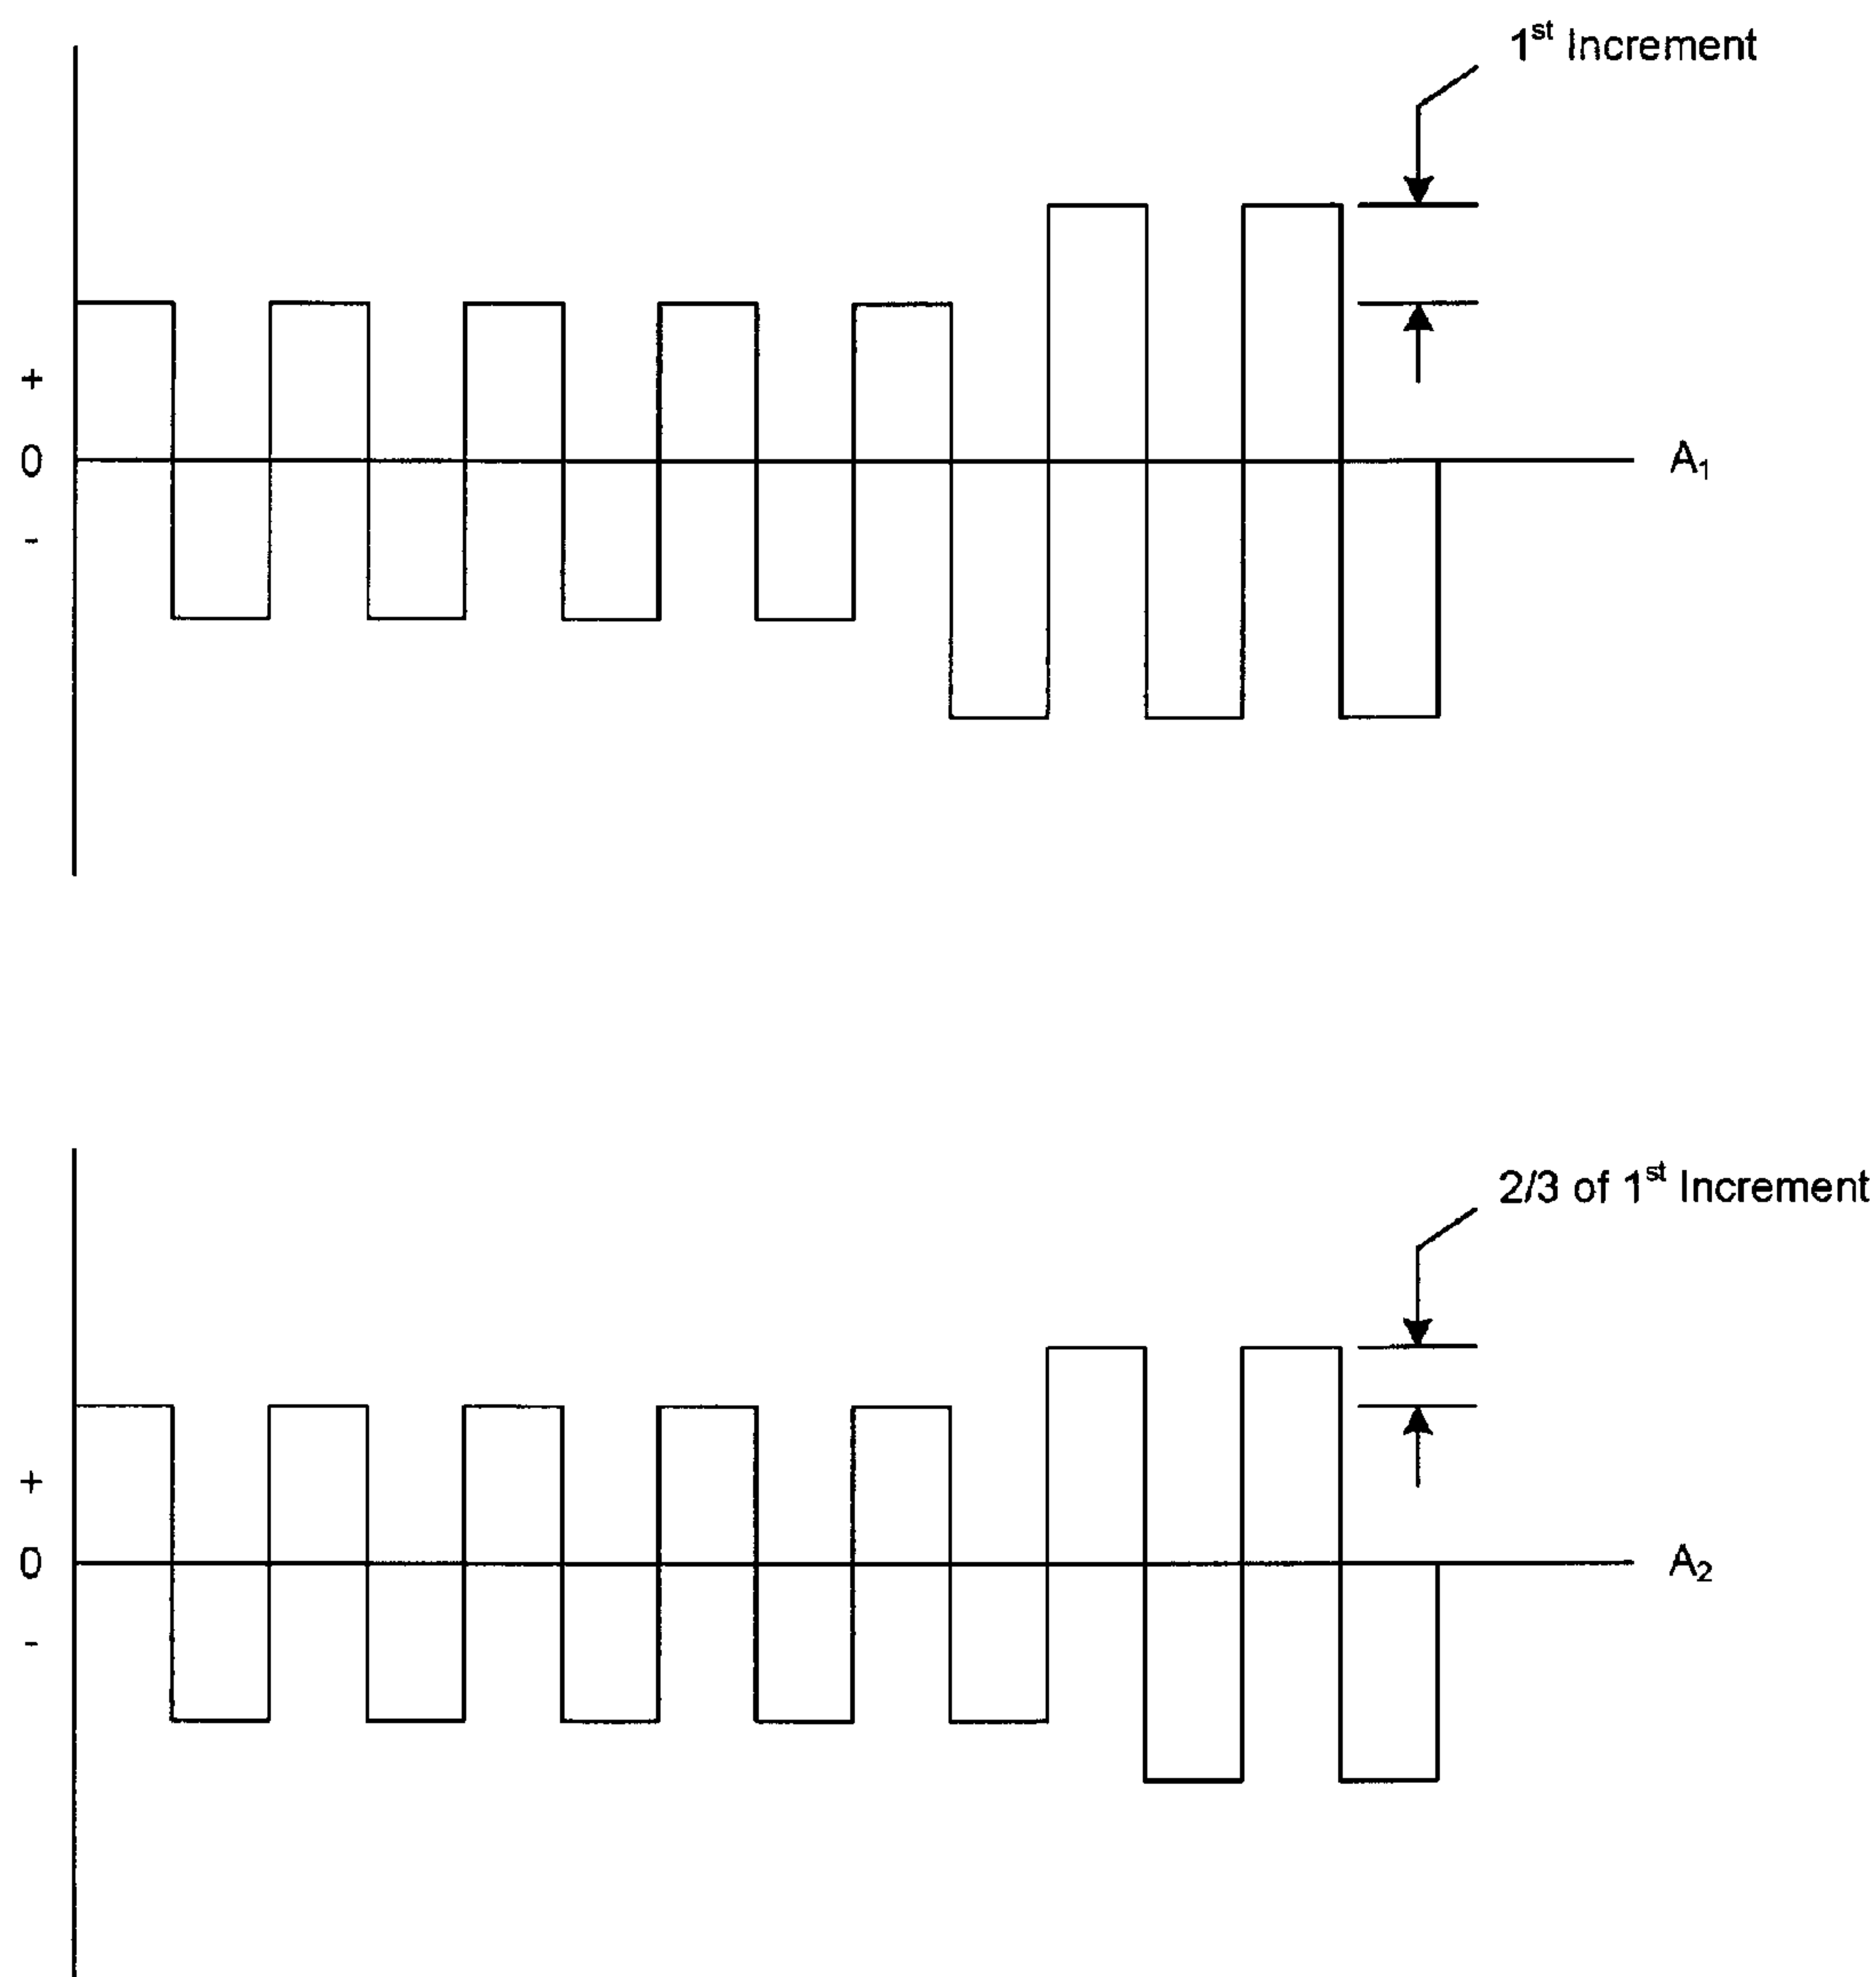 1st Increment
+
0
-
A1
2/3 of 1st Increment
+
0
-
A2